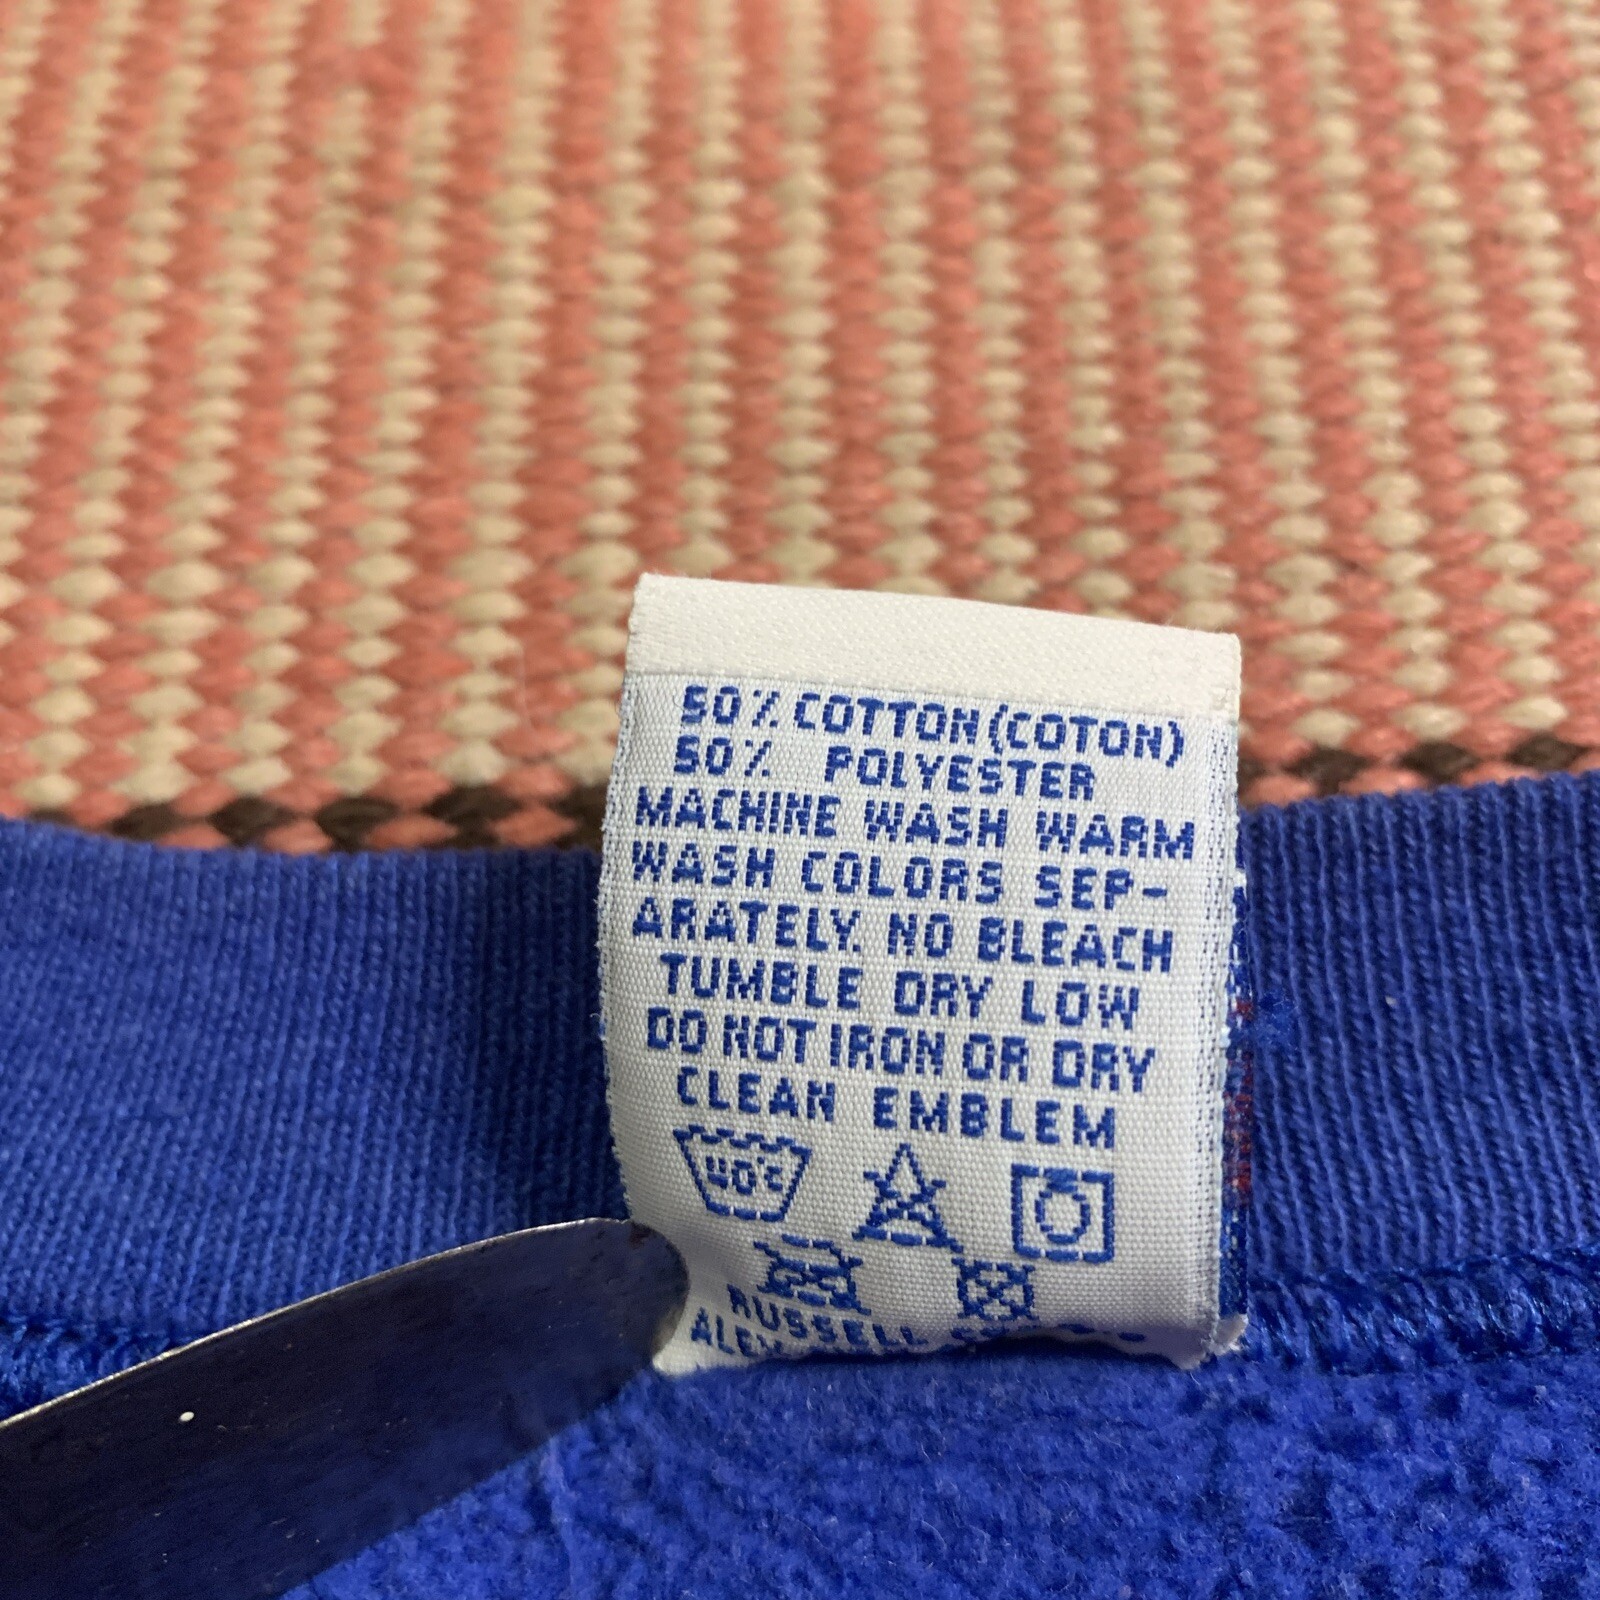 50% COTTON (COTON)
50% POLYESTER
MACHINE WASH WARM
WASH COLORS SEP-
ARATELY. NO BLEACH
TUMBLE DRY LOW
DO NOT IRON OR DRY
CLEAN EMBLEM
40°C
RUSSELL